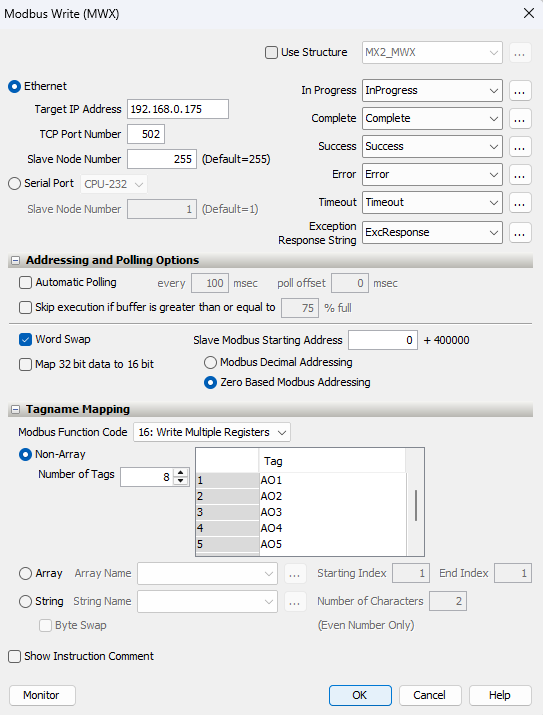 Modbus Write (MWX)
Use Structure MX2_MWX ...
Ethernet
In Progress InProgress ...
Target IP Address 192.168.0.175
Complete Complete ...
TCP Port Number 502
Success Success ...
Slave Node Number 255 (Default=255)
Error Error ...
Serial Port CPU-232
Timeout Timeout ...
Slave Node Number 1 (Default=1)
Exception
Response String ExcResponse ...
Addressing and Polling Options
Automatic Polling every 100 msec poll offset 0 msec
Skip execution if buffer is greater than or equal to 75 % full
Word Swap Slave Modbus Starting Address 0 + 400000
Map 32 bit data to 16 bit Modbus Decimal Addressing
Zero Based Modbus Addressing
Tagname Mapping
Modbus Function Code 16: Write Multiple Registers
Non-Array
Number of Tags 8
Tag
1 AO1
2 AO2
3 AO3
4 AO4
5 AO5
Array Array Name ... Starting Index 1 End Index 1
String String Name ... Number of Characters 2
Byte Swap (Even Number Only)
Show Instruction Comment
Monitor OK Cancel Help